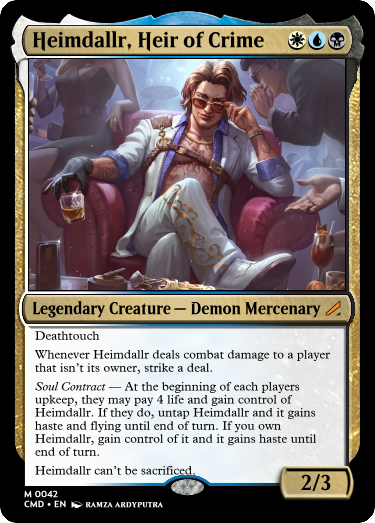 Heimdallr, Heir of Crime
Legendary Creature — Demon Mercenary
Deathtouch
Whenever Heimdallr deals combat damage to a player
that isn't its owner, strike a deal.
Soul Contract — At the beginning of each players
upkeep, they may pay 4 life and gain control of
Heimdallr. If they do, untap Heimdallr and it gains
haste and flying until end of turn. If you own
Heimdallr, gain control of it and it gains haste until
end of turn.
Heimdallr can't be sacrificed.
2/3
M 0042
CMD • EN RAMZA ARDYPUTRA